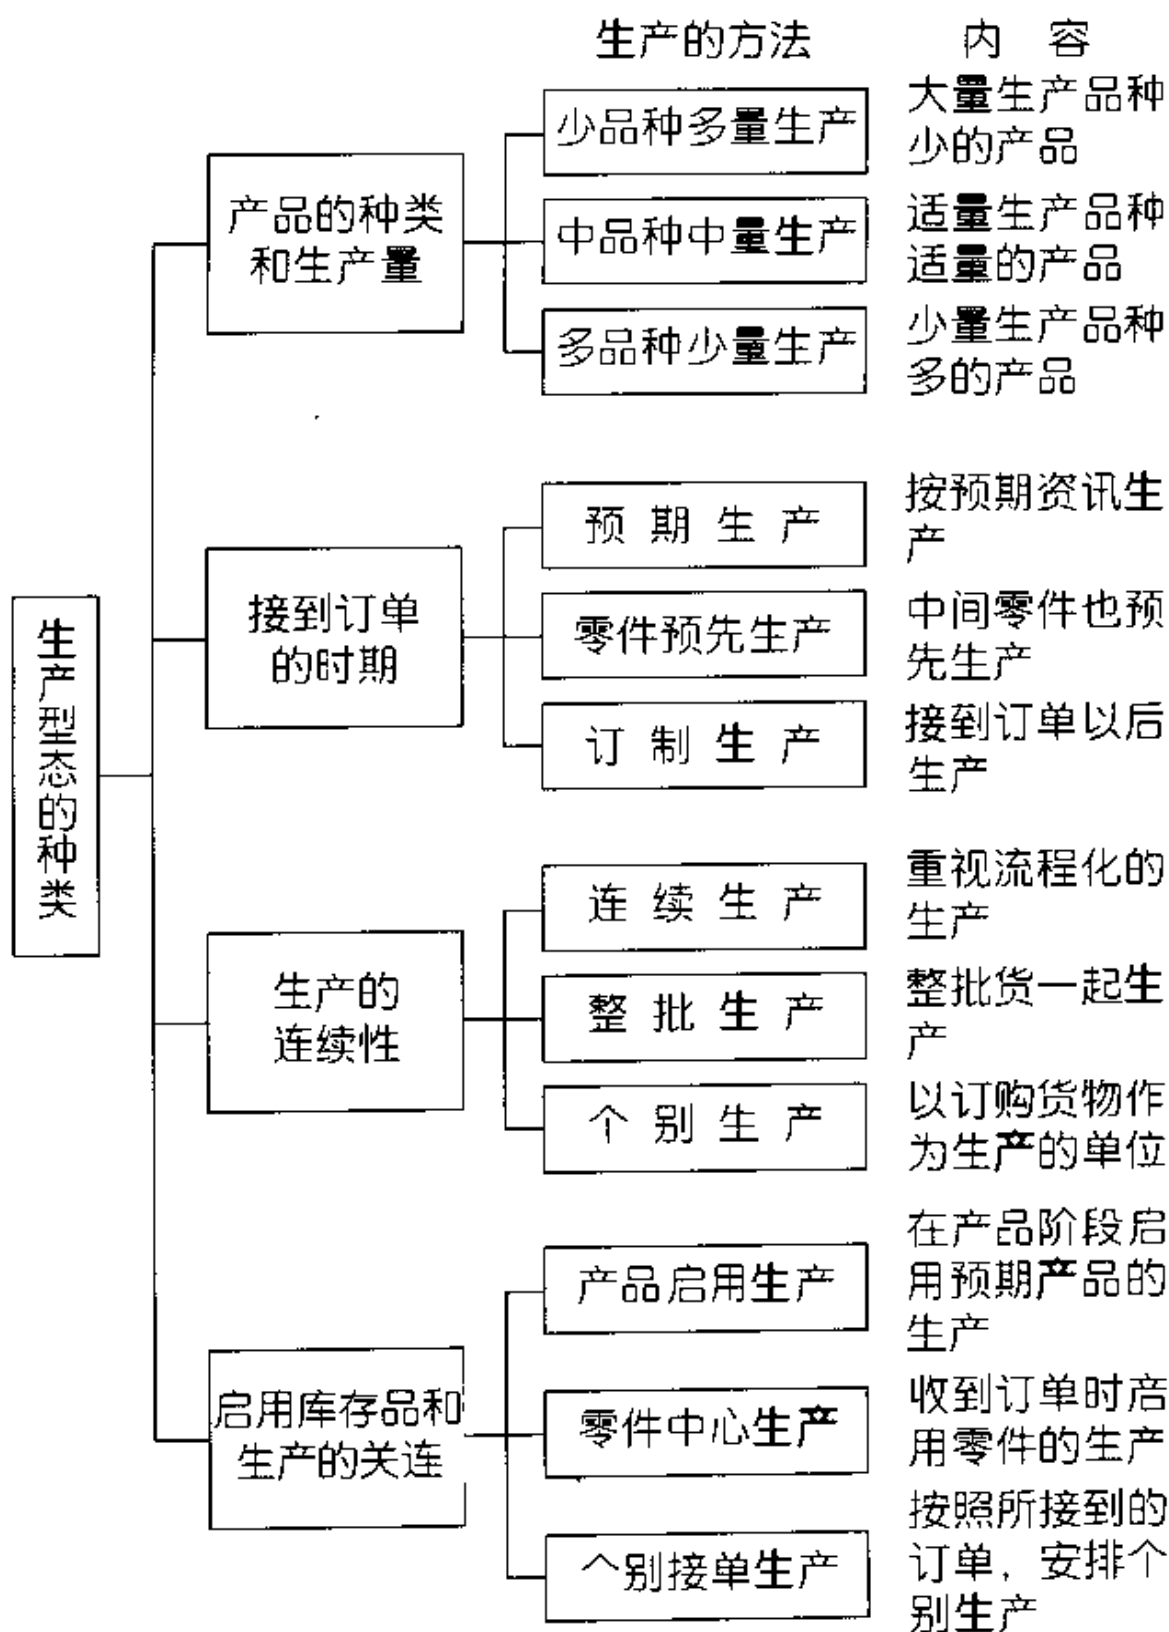 生产的方法
内 容
生产型态的种类
产品的种类
和生产量
少品种多量生产
大量生产品种
少的产品
中品种中量生产
适量生产品种
适量的产品
多品种少量生产
少量生产品种
多的产品
接到订单
的时期
预期生产
按预期资讯生
产
零件预先生产
中间零件也预
先生产
订制生产
接到订单以后
生产
生产的
连续性
连续生产
重视流程化的
生产
整批生产
整批货一起生
产
个别生产
以订购货物作
为生产的单位
启用库存品和
生产的关连
产品启用生产
在产品阶段启
用预期产品的
生产
零件中心生产
收到订单时启
用零件的生产
个别接单生产
按照所接到的
订单，安排个
别生产